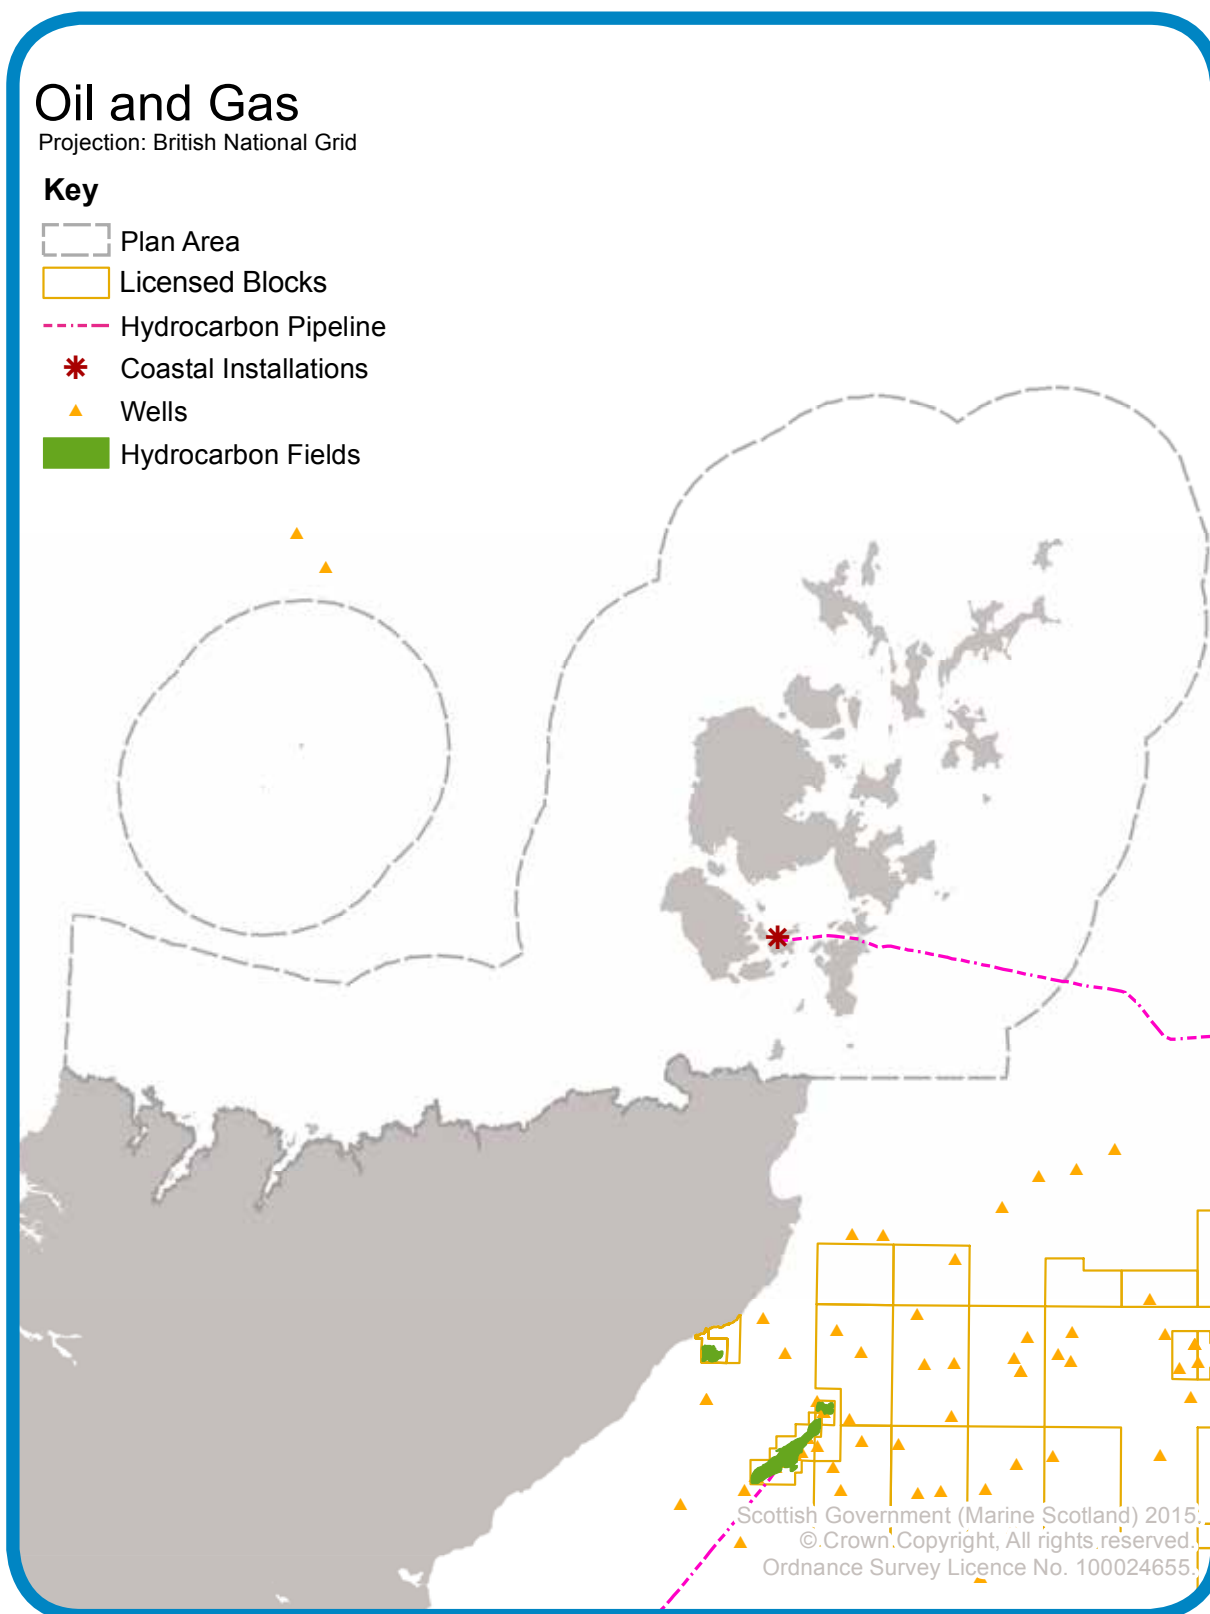 Oil and Gas
Projection: British National Grid
Key
Plan Area
Licensed Blocks
Hydrocarbon Pipeline
Coastal Installations
Wells
Hydrocarbon Fields
Scottish Government (Marine Scotland) 2015.
© Crown Copyright, All rights reserved.
Ordnance Survey Licence No. 100024655.